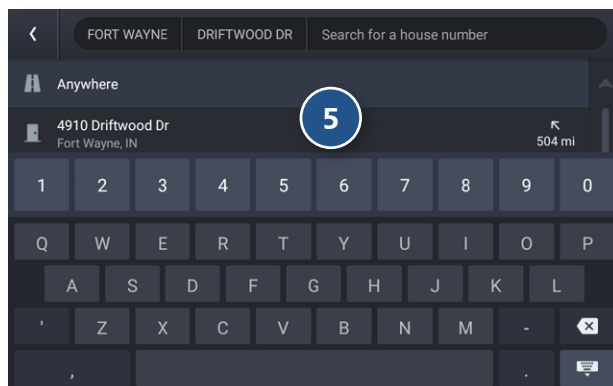 FORT WAYNE DRIFTWOOD DR Search for a house number
Anywhere
4910 Driftwood Dr
Fort Wayne, IN
504 mi
5
1 2 3 4 5 6 7 8 9 0
Q W E R T Y U I O P
A S D F G H J K L
' Z X C V B N M -
, .